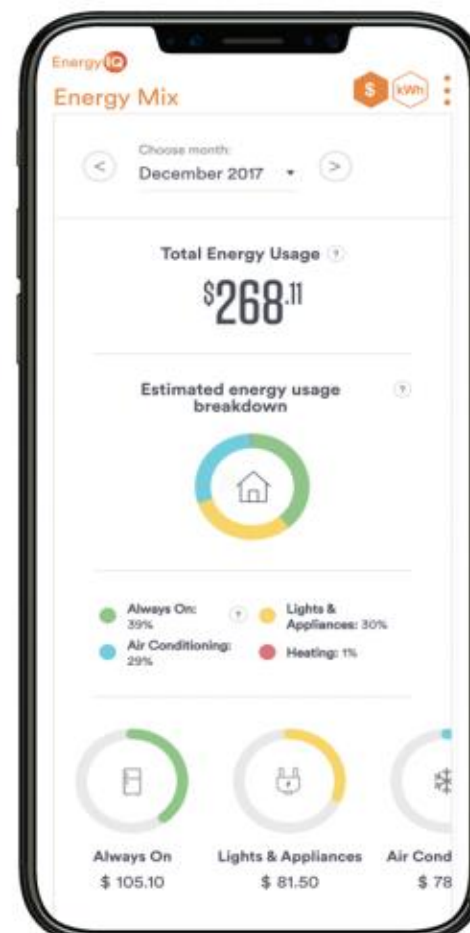 EnergyIQ
Energy Mix
$ kWh
Choose month:
< December 2017 >
Total Energy Usage ?
$268.11
Estimated energy usage ?
breakdown
Always On: ? Lights &
39% Appliances: 30%
Air Conditioning: Heating: 1%
29%
Always On Lights & Appliances Air Cond
$ 105.10 $ 81.50 $ 78